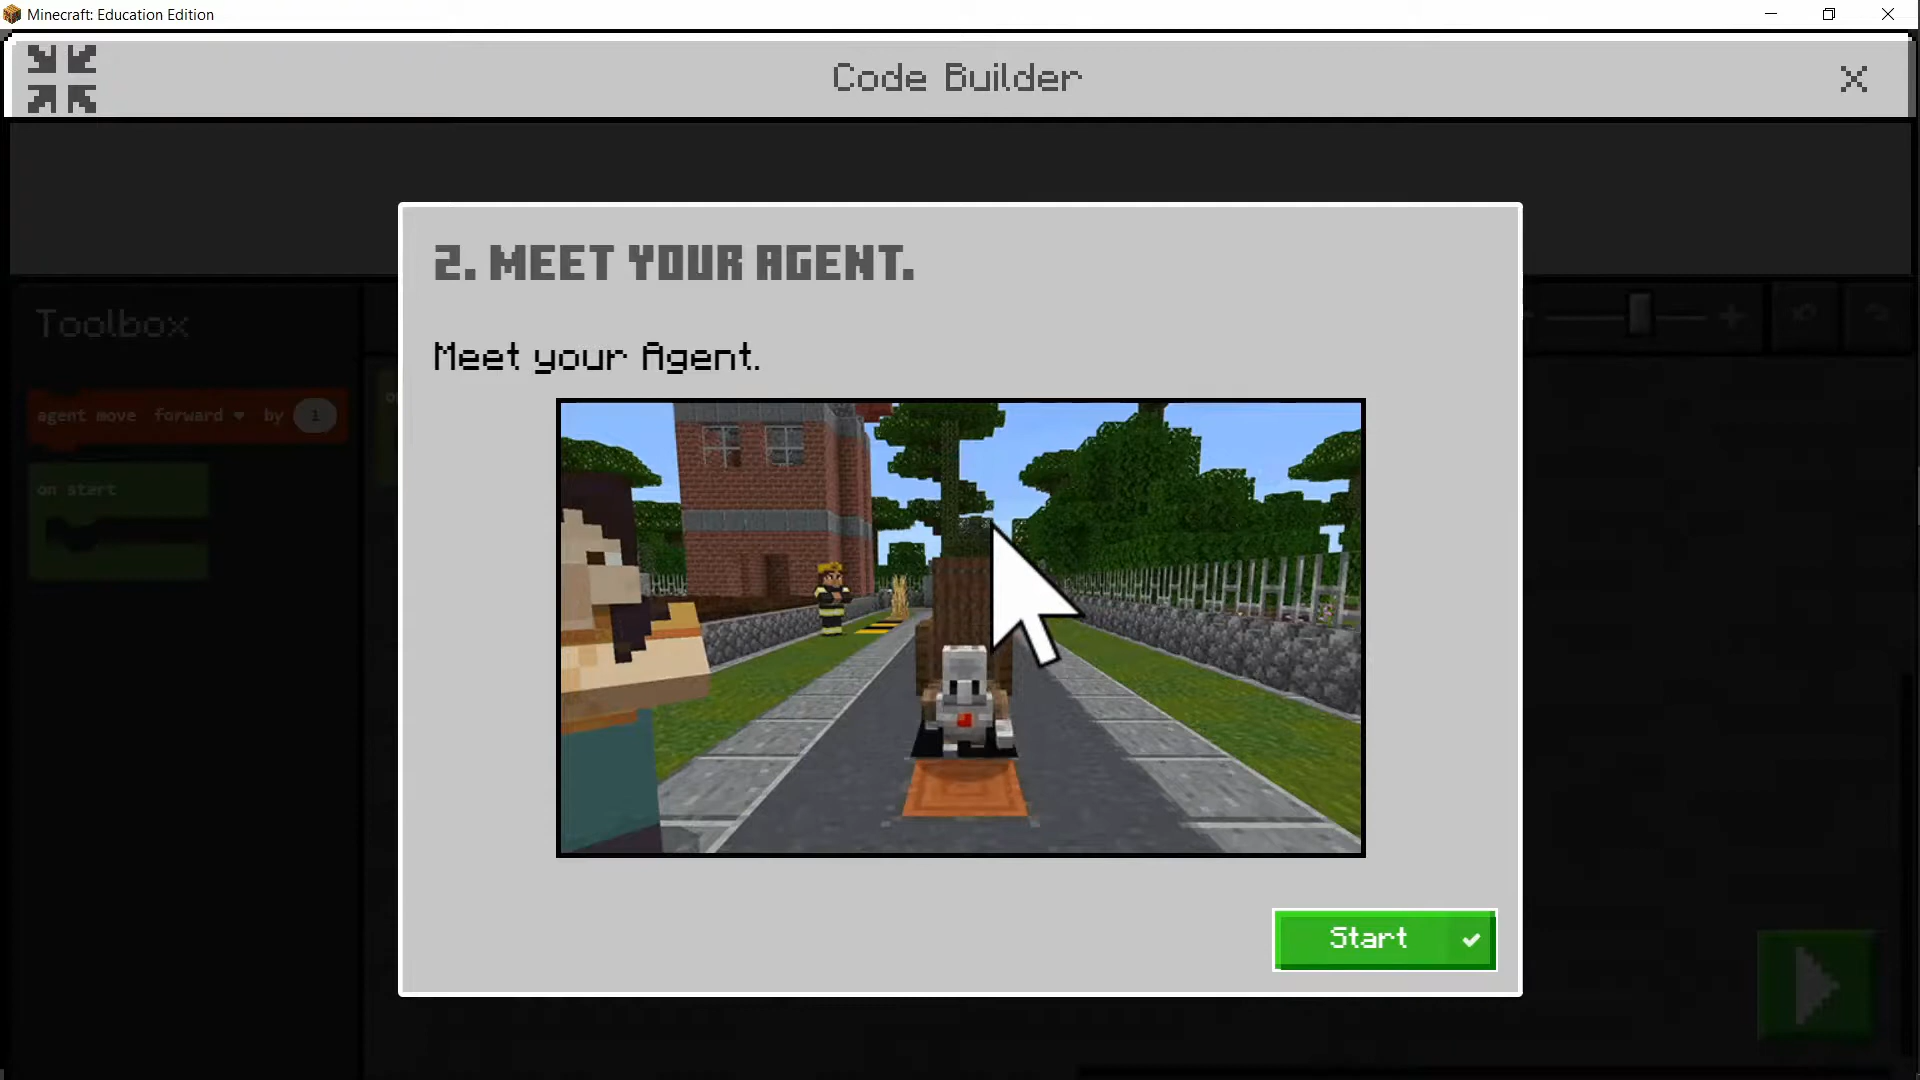 Minecraft: Education Edition
Code Builder
2. MEET YOUR AGENT.
Meet your Agent.
Toolbox
agent move forward by 1
on start
Start